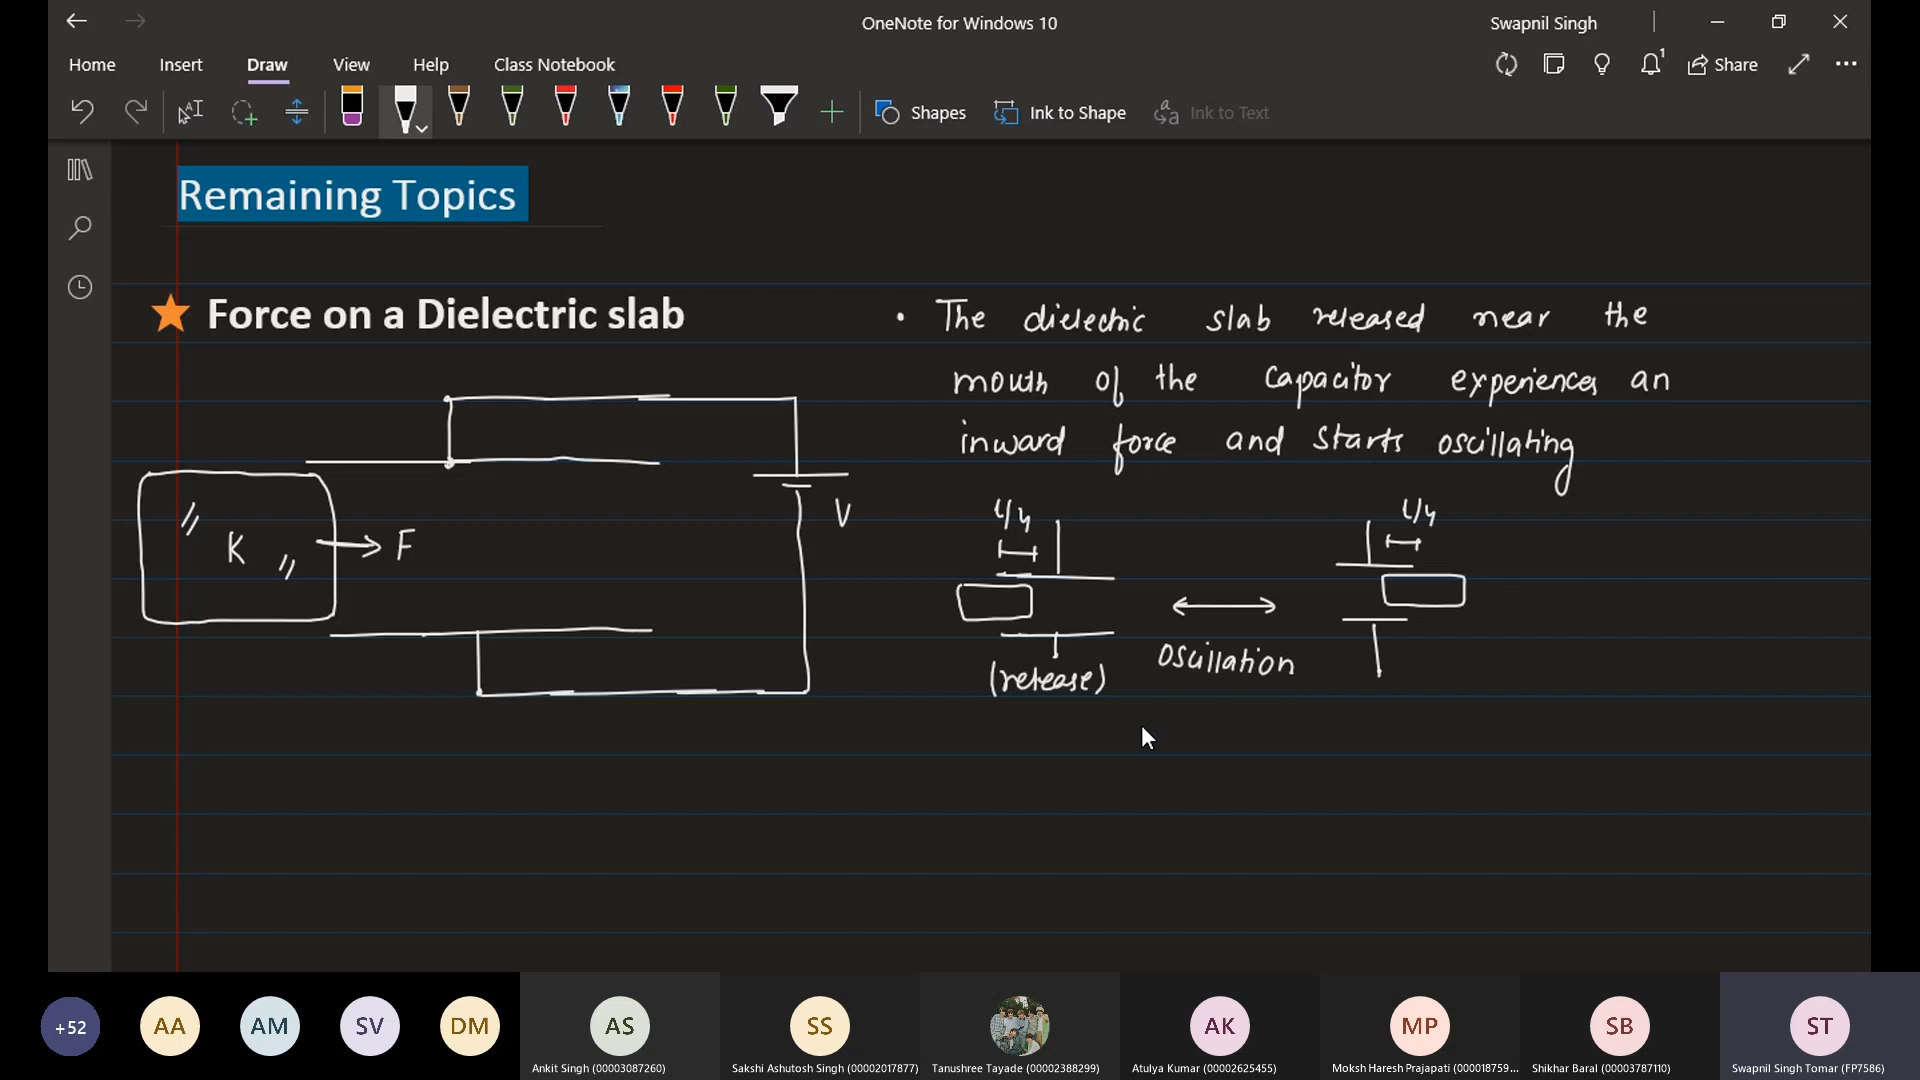 OneNote for Windows 10
Swapnil Singh
Home Insert Draw View Help Class Notebook
1
Share
Shapes
Ink to Shape
Ink to Text
Remaining Topics
Force on a Dielectric slab
K
F
V
• The dielectric slab released near the
mouth of the capacitor experiences an
inward force and starts oscillating
l/4
l/4
(release)
oscillation
+52
AA
AM
SV
DM
AS
SS
AK
MP
SB
ST
Ankit Singh (00003087260)
Sakshi Ashutosh Singh (00002017877)
Tanushree Tayade (00002388299)
Atulya Kumar (00002625455)
Moksh Haresh Prajapati (000018759...
Shikhar Baral (00003787110)
Swapnil Singh Tomar (FP7586)